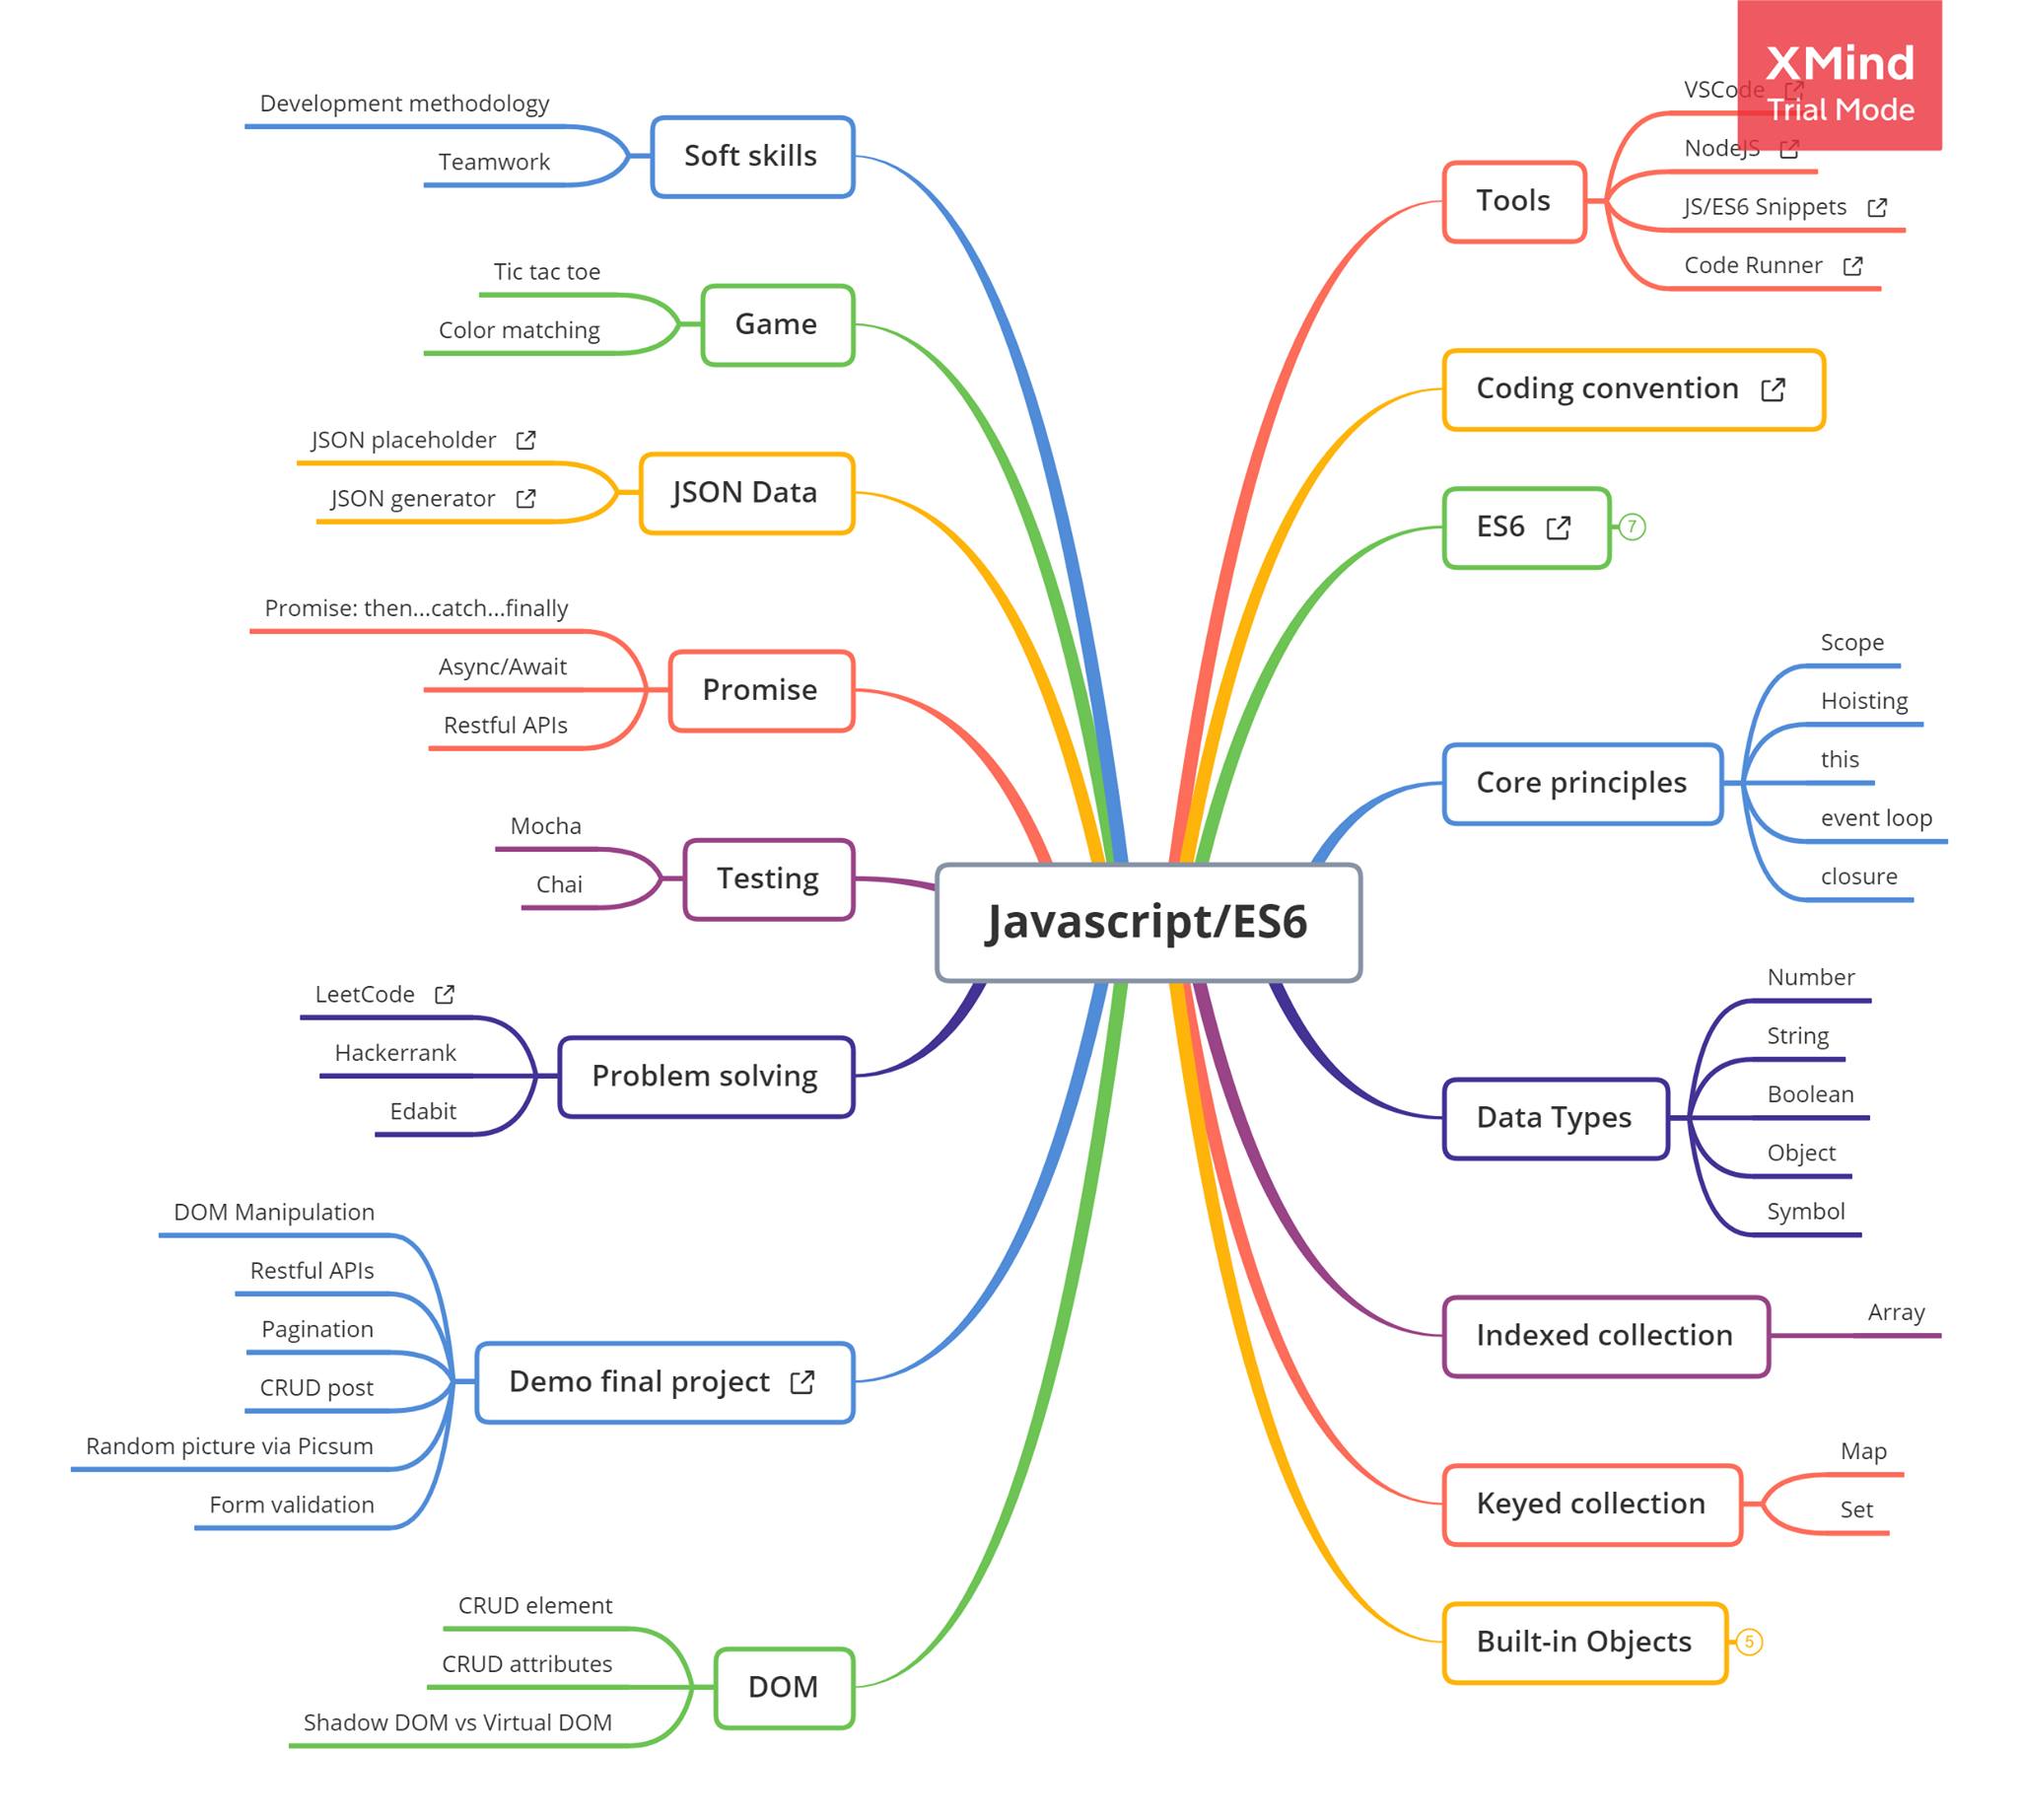 XMind
Trial Mode
Development methodology
Teamwork
Soft skills
Tic tac toe
Color matching
Game
JSON placeholder
JSON generator
JSON Data
Promise: then...catch...finally
Async/Await
Restful APIs
Promise
Mocha
Chai
Testing
LeetCode
Hackerrank
Edabit
Problem solving
DOM Manipulation
Restful APIs
Pagination
CRUD post
Random picture via Picsum
Form validation
Demo final project
CRUD element
CRUD attributes
Shadow DOM vs Virtual DOM
DOM
Javascript/ES6
Tools
VSCode
NodeJS
JS/ES6 Snippets
Code Runner
Coding convention
ES6
7
Core principles
Scope
Hoisting
this
event loop
closure
Data Types
Number
String
Boolean
Object
Symbol
Indexed collection
Array
Keyed collection
Map
Set
Built-in Objects
5